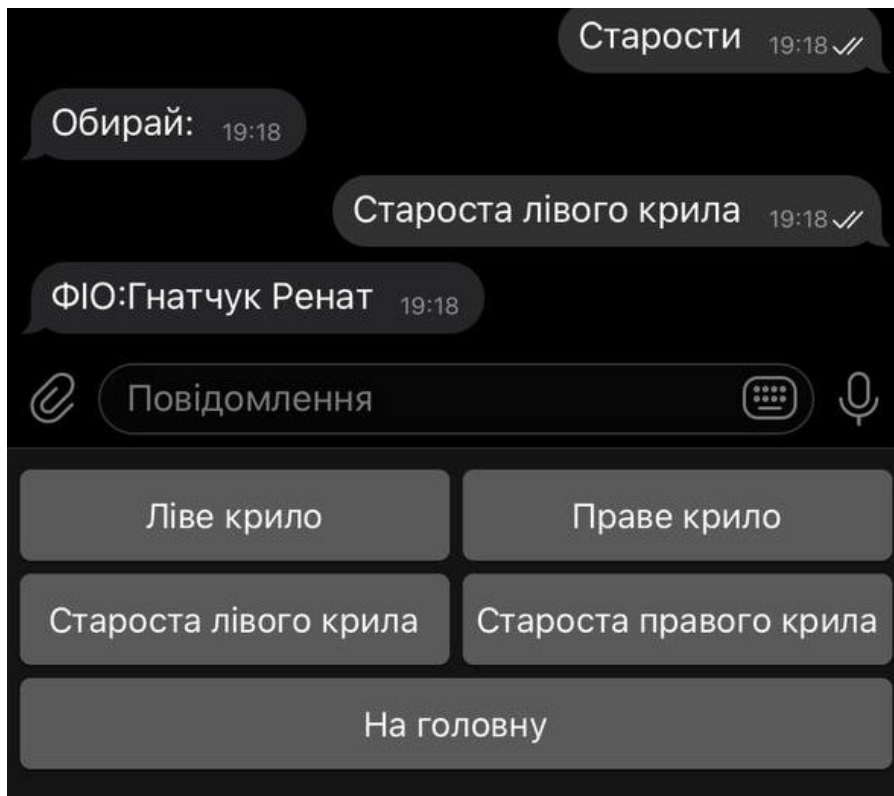 Старости 19:18
Обирай: 19:18
Староста лівого крила 19:18
ФІО:Гнатчук Ренат 19:18
Повідомлення
Ліве крило
Праве крило
Староста лівого крила
Староста правого крила
На головну